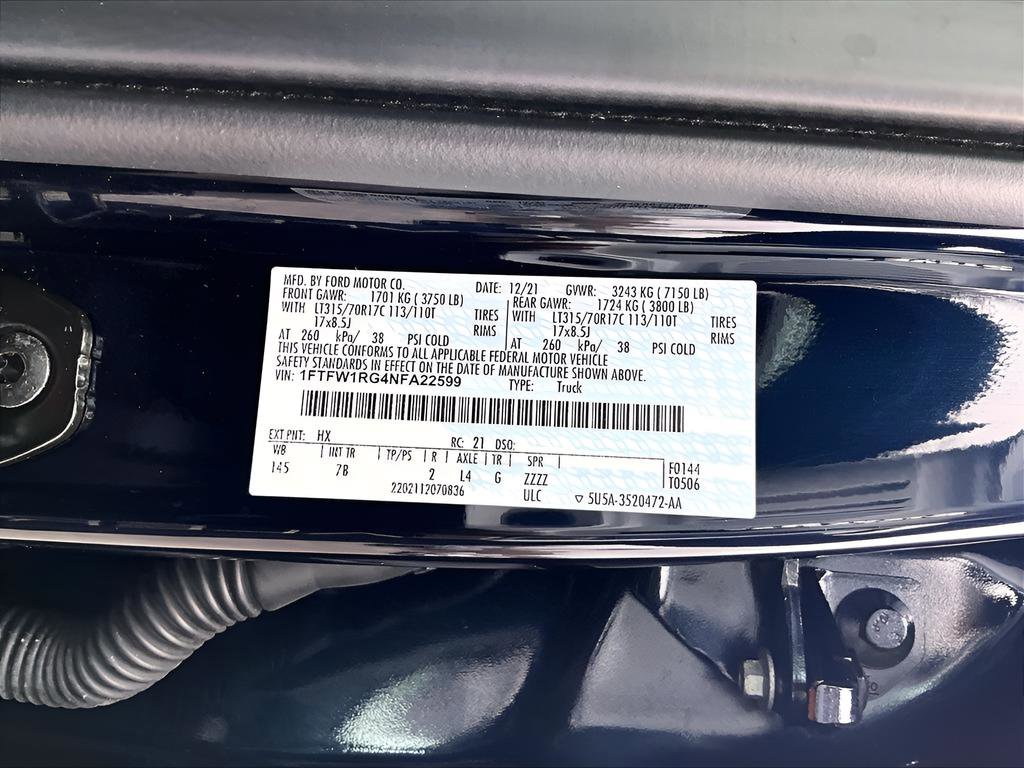 MFD. BY FORD MOTOR CO. DATE: 12/21 GVWR: 3243 KG ( 7150 LB)
FRONT GAWR: 1701 KG ( 3750 LB) REAR GAWR: 1724 KG ( 3800 LB)
WITH LT315/70R17C 113/110T TIRES WITH LT315/70R17C 113/110T TIRES
17x8.5J RIMS 17x8.5J RIMS
AT 260 kPa/ 38 PSI COLD AT 260 kPa/ 38 PSI COLD
THIS VEHICLE CONFORMS TO ALL APPLICABLE FEDERAL MOTOR VEHICLE
SAFETY STANDARDS IN EFFECT ON THE DATE OF MANUFACTURE SHOWN ABOVE.
VIN: 1FTFW1RG4NFA22599 TYPE: Truck
EXT PNT: HX RC: 21 DSO:
WB | INT TR | TP/PS | R | AXLE | TR | SPR | F0144
145 7B 2 L4 G ZZZZ T0506
2202112070836 ULC ▽ 5U5A-3520472-AA